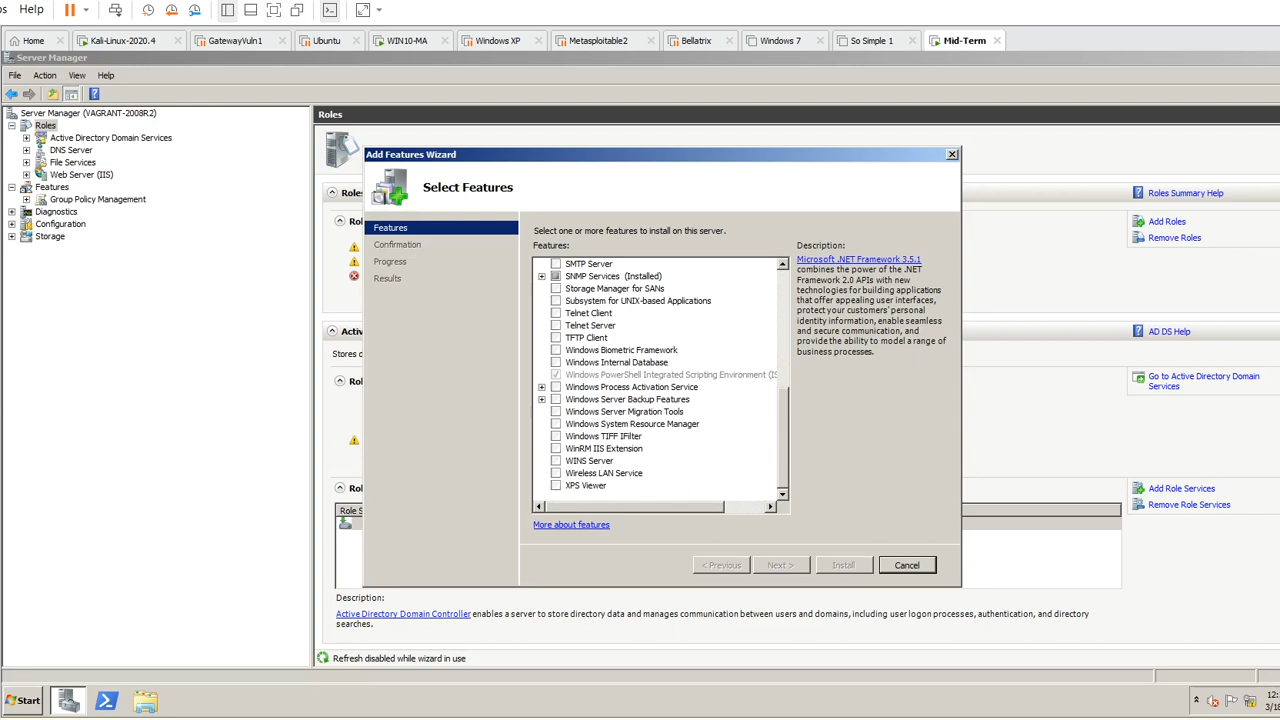 Help
Home
Kali-Linux-2020.4
GatewayVuln1
Ubuntu
WIN10-MA
Windows XP
Metasploitable2
Bellatrix
Windows 7
So Simple 1
Mid-Term
Server Manager
File Action View Help
Server Manager (VAGRANT-2008R2)
Roles
Active Directory Domain Services
DNS Server
File Services
Web Server (IIS)
Features
Group Policy Management
Diagnostics
Configuration
Storage
Roles
Roles Summary Help
Add Roles
Remove Roles
AD DS Help
Stores d
Go to Active Directory Domain
Services
Add Role Services
Remove Role Services
Role S
Add Features Wizard
Select Features
Features
Confirmation
Progress
Results
Select one or more features to install on this server.
Features:
SMTP Server
SNMP Services (Installed)
Storage Manager for SANs
Subsystem for UNIX-based Applications
Telnet Client
Telnet Server
TFTP Client
Windows Biometric Framework
Windows Internal Database
Windows PowerShell Integrated Scripting Environment (IS
Windows Process Activation Service
Windows Server Backup Features
Windows Server Migration Tools
Windows System Resource Manager
Windows TIFF IFilter
WinRM IIS Extension
WINS Server
Wireless LAN Service
XPS Viewer
More about features
Description:
Microsoft .NET Framework 3.5.1
combines the power of the .NET
Framework 2.0 APIs with new
technologies for building applications
that offer appealing user interfaces,
protect your customers' personal
identity information, enable seamless
and secure communication, and
provide the ability to model a range of
business processes.
< Previous
Next >
Install
Cancel
Description:
Active Directory Domain Controller enables a server to store directory data and manages communication between users and domains, including user logon processes, authentication, and directory
searches.
Refresh disabled while wizard in use
Start
12:
3/18